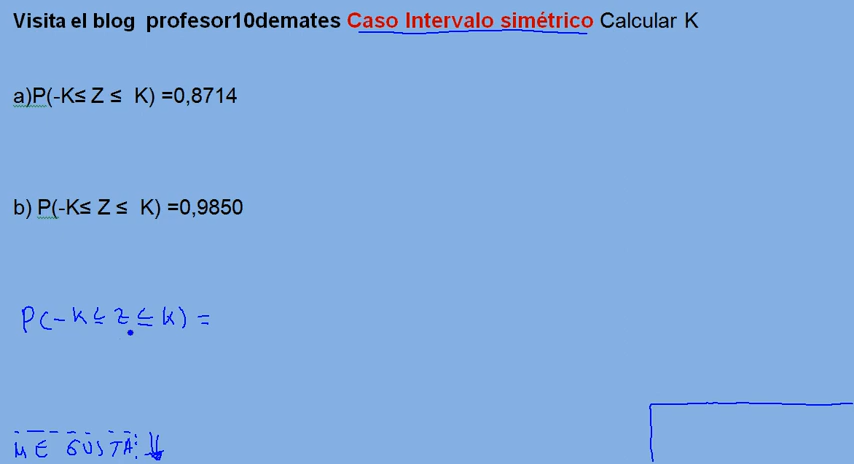 Visita el blog profesor10demates Caso Intervalo simétrico Calcular K
a)P(-K≤ Z ≤ K) =0,8714
b) P(-K≤ Z ≤ K) =0,9850
P(-K≤ Z ≤ K) =
ME GUSTA:↓